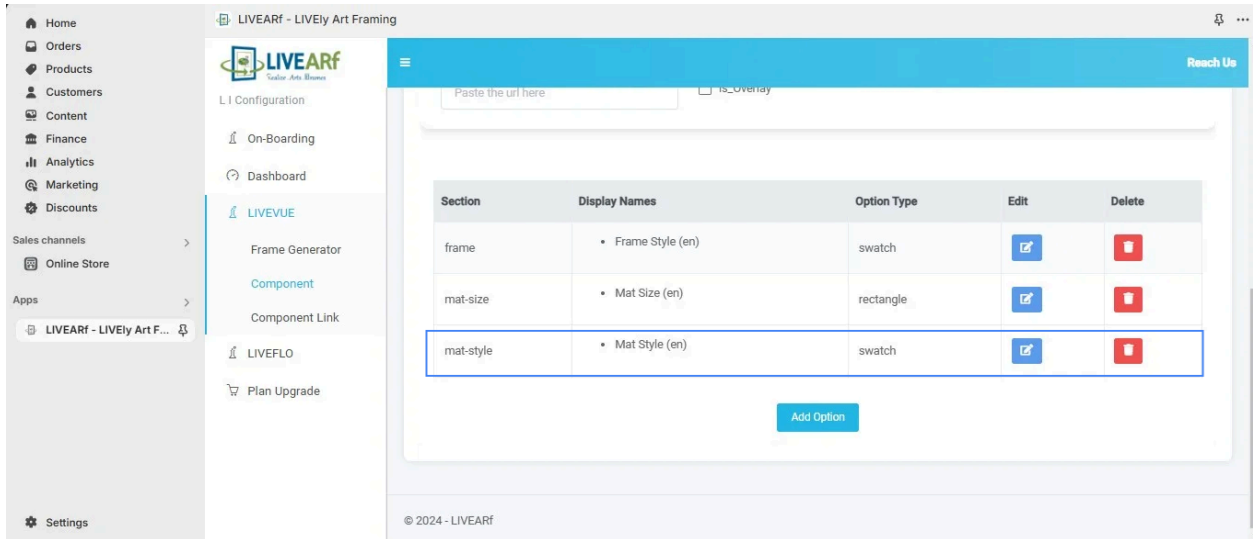 Home
Orders
Products
Customers
Content
Finance
Analytics
Marketing
Discounts
Sales channels
Online Store
Apps
LIVEARf - LIVEly Art F...
Settings
LIVEARf - LIVEly Art Framing
LIVEARf
L I Configuration
On-Boarding
Dashboard
LIVEVUE
Frame Generator
Component
Component Link
LIVEFLO
Plan Upgrade
Reach Us
Paste the url here
Is_Overlay
Section Display Names Option Type Edit Delete
frame • Frame Style (en) swatch
mat-size • Mat Size (en) rectangle
mat-style • Mat Style (en) swatch
Add Option
© 2024 - LIVEARf